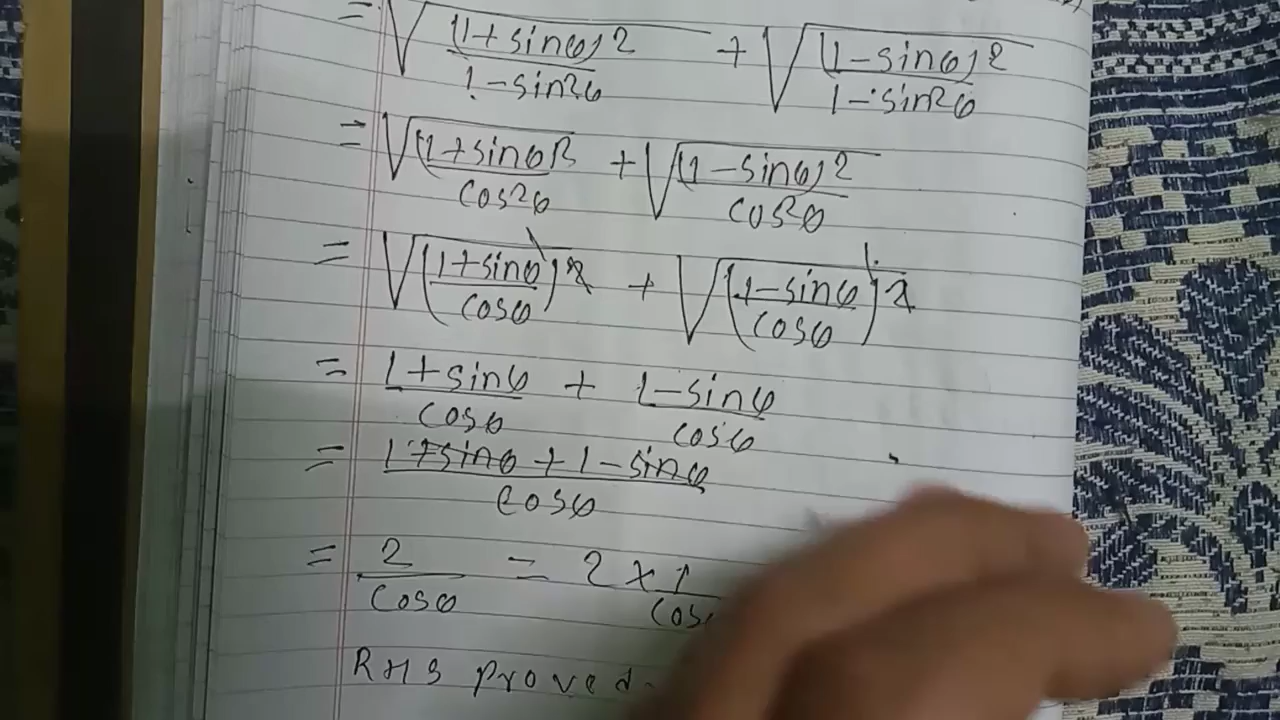 = √((1+sinθ)2/1-sin2θ) + √((1-sinθ)2/1-sin2θ)
= √((1+sinθ)2/cos2θ) + √((1-sinθ)2/cos2θ)
= √(1+sinθ/cosθ)2 + √(1-sinθ/cosθ)2
= 1+sinθ/cosθ + 1-sinθ/cosθ
= 1+sinθ+1-sinθ/cosθ
= 2/cosθ = 2×1/cos
RHS proved.